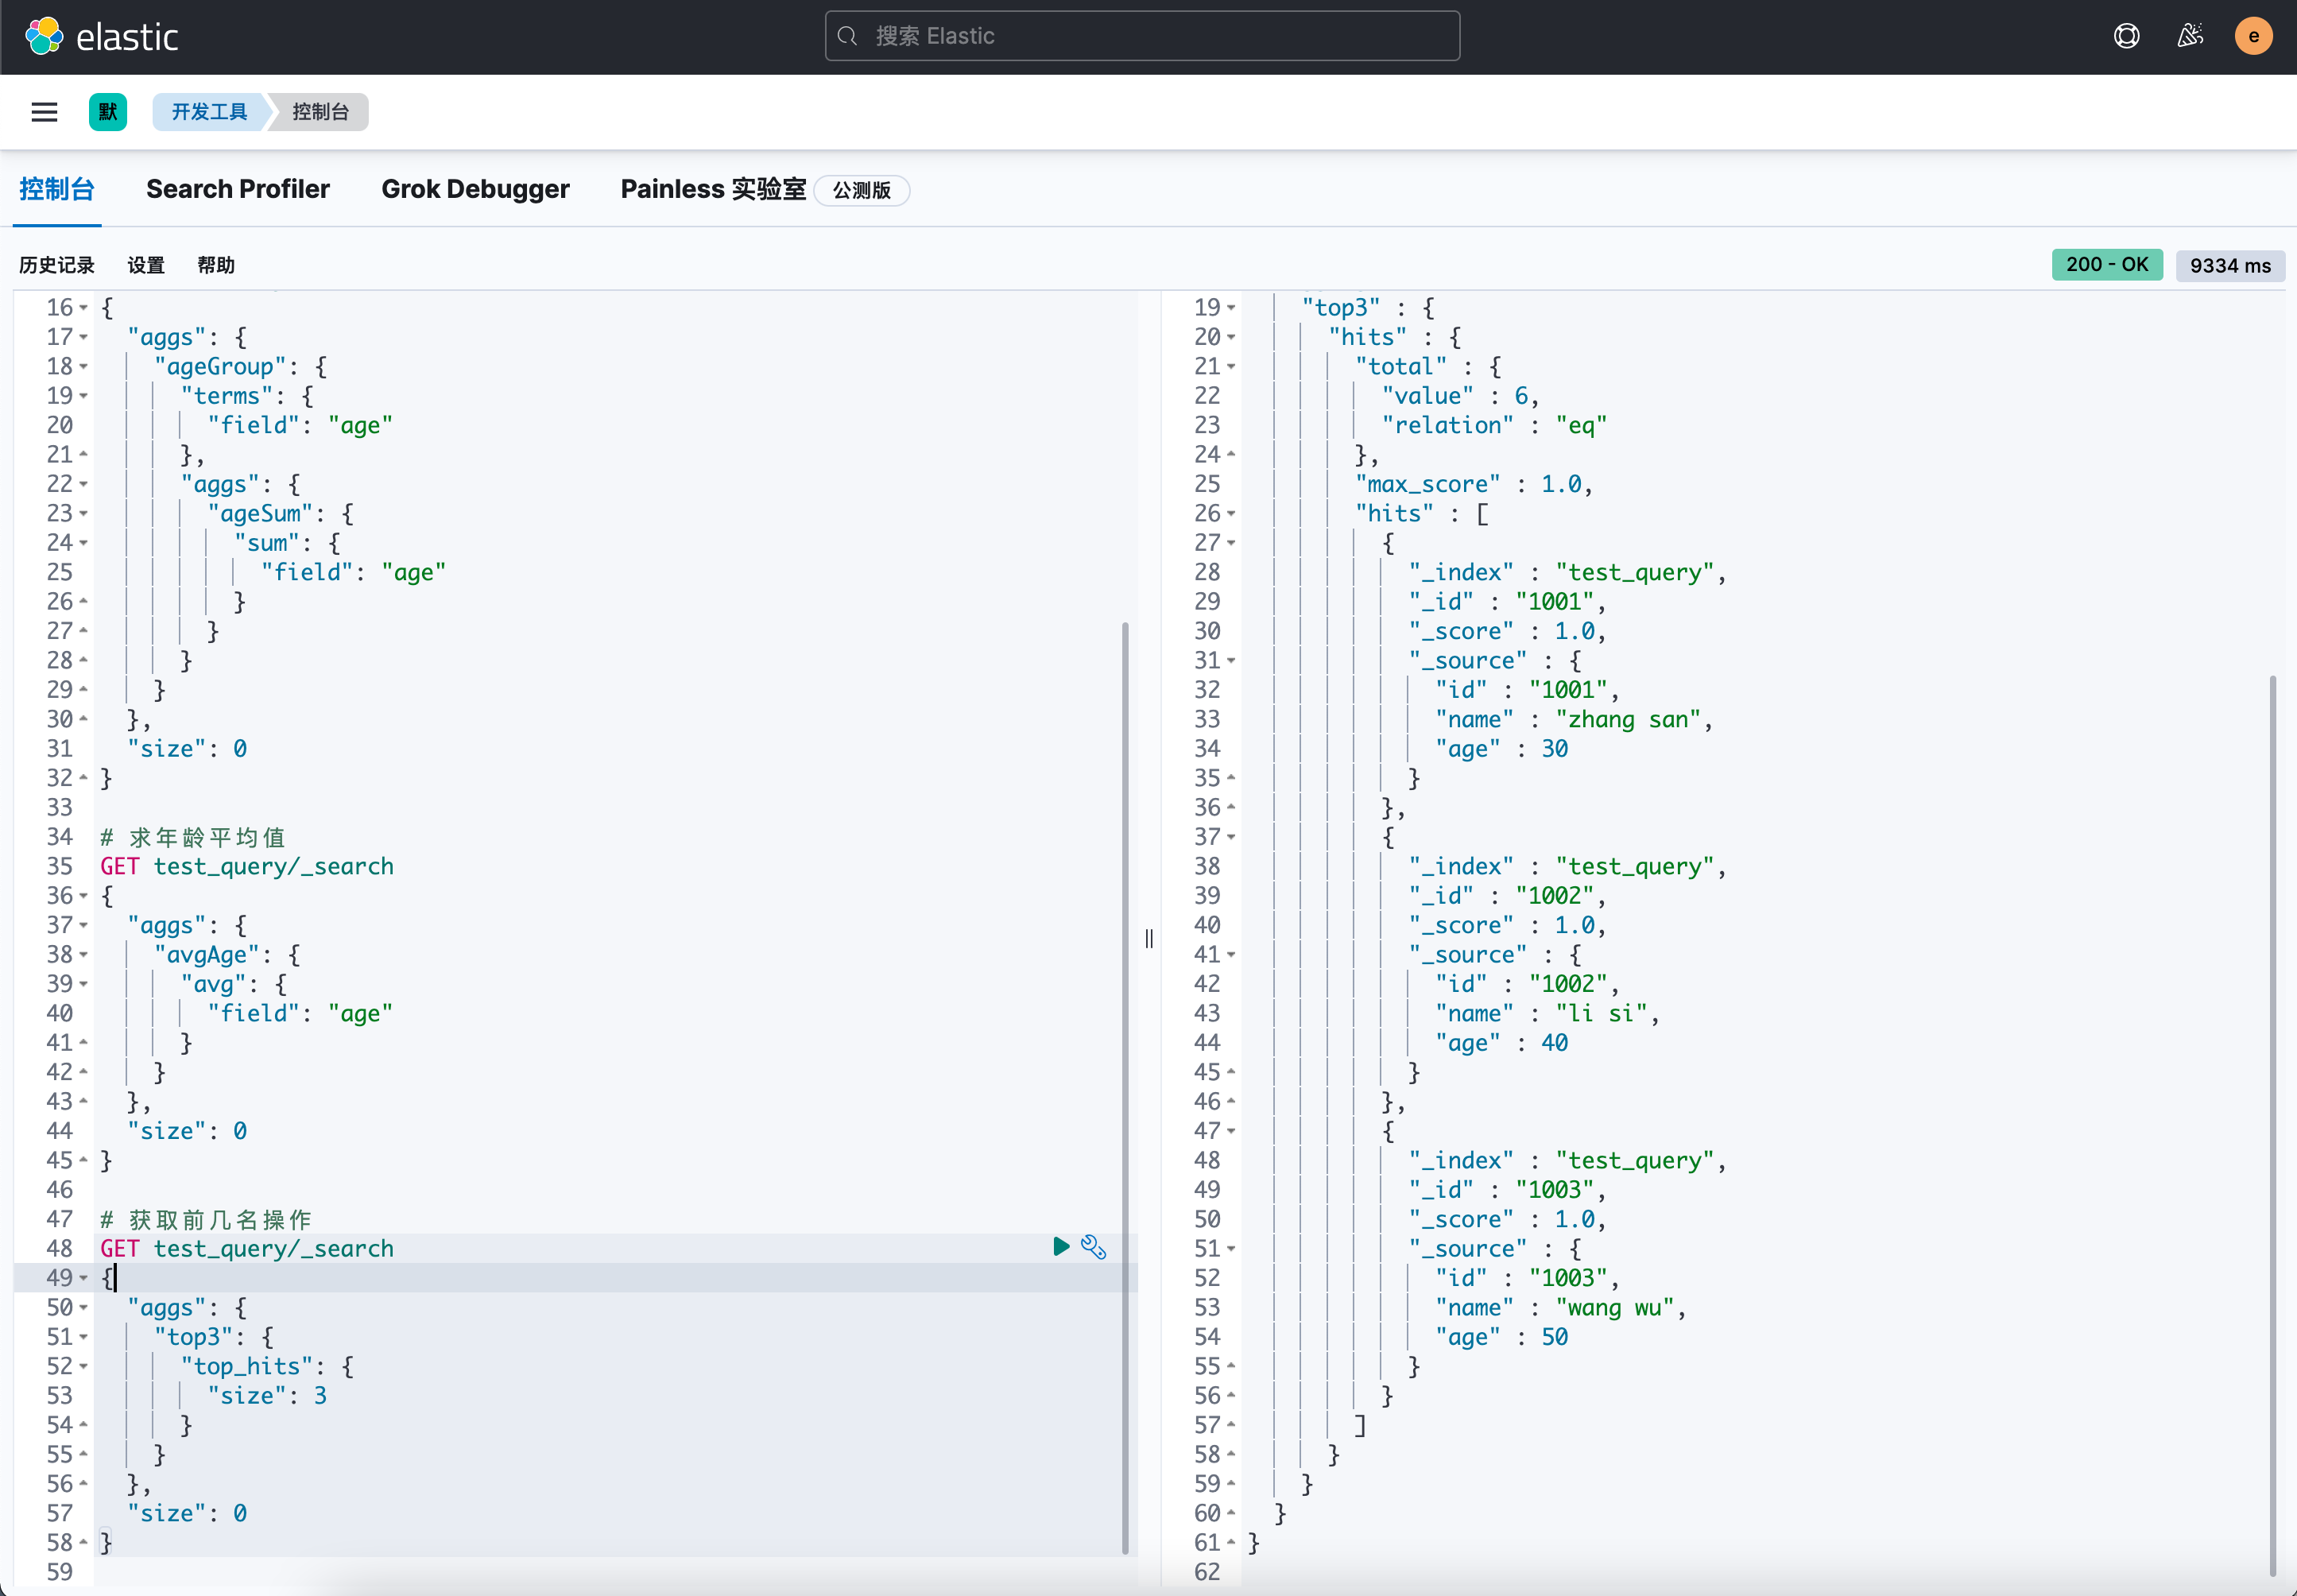 elastic
搜索 Elastic
e
默
开发工具
控制台
控制台
Search Profiler
Grok Debugger
Painless 实验室
公测版
历史记录
设置
帮助
200 - OK
9334 ms
16 {
17 "aggs": {
18 "ageGroup": {
19 "terms": {
20 "field": "age"
21 },
22 "aggs": {
23 "ageSum": {
24 "sum": {
25 "field": "age"
26 }
27 }
28 }
29 }
30 },
31 "size": 0
32 }
33
34 # 求年龄平均值
35 GET test_query/_search
36 {
37 "aggs": {
38 "avgAge": {
39 "avg": {
40 "field": "age"
41 }
42 }
43 },
44 "size": 0
45 }
46
47 # 获取前几名操作
48 GET test_query/_search
49 {
50 "aggs": {
51 "top3": {
52 "top_hits": {
53 "size": 3
54 }
55 }
56 },
57 "size": 0
58 }
59
19 "top3" : {
20 "hits" : {
21 "total" : {
22 "value" : 6,
23 "relation" : "eq"
24 },
25 "max_score" : 1.0,
26 "hits" : [
27 {
28 "_index" : "test_query",
29 "_id" : "1001",
30 "_score" : 1.0,
31 "_source" : {
32 "id" : "1001",
33 "name" : "zhang san",
34 "age" : 30
35 }
36 },
37 {
38 "_index" : "test_query",
39 "_id" : "1002",
40 "_score" : 1.0,
41 "_source" : {
42 "id" : "1002",
43 "name" : "li si",
44 "age" : 40
45 }
46 },
47 {
48 "_index" : "test_query",
49 "_id" : "1003",
50 "_score" : 1.0,
51 "_source" : {
52 "id" : "1003",
53 "name" : "wang wu",
54 "age" : 50
55 }
56 }
57 ]
58 }
59 }
60 }
61 }
62